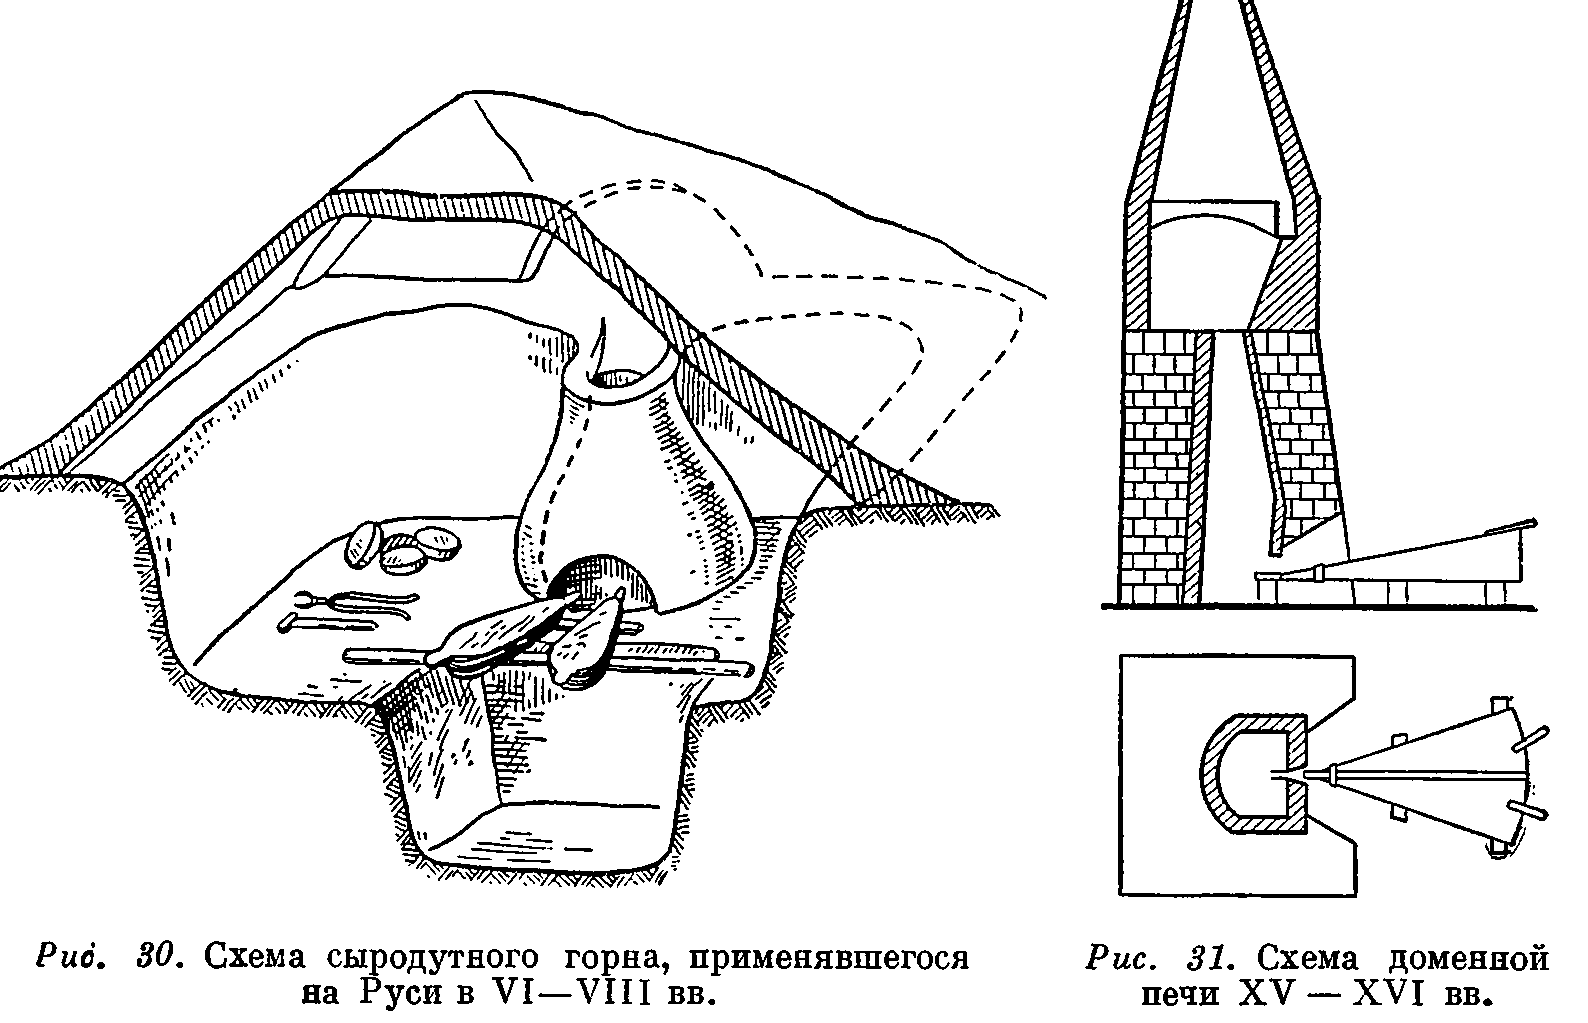 Рис. 30. Схема сыродутного горна, применявшегося
на Руси в VI—VIII вв.
Рис. 31. Схема доменной
печи XV — XVI вв.